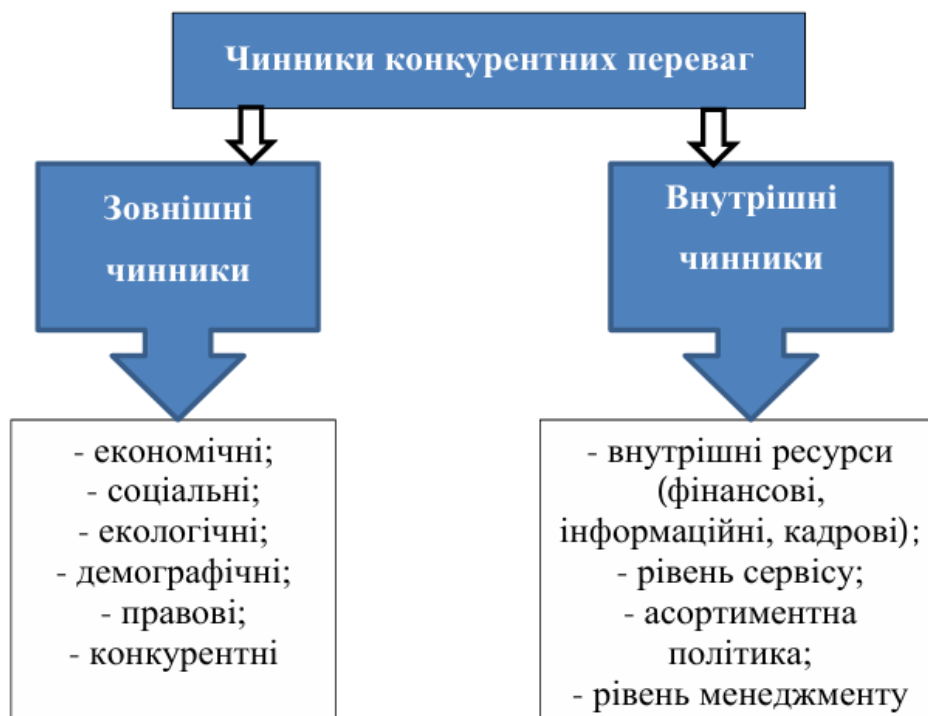 Чинники конкурентних переваг
Зовнішні
чинники
Внутрішні
чинники
- економічні;
- соціальні;
- екологічні;
- демографічні;
- правові;
- конкурентні
- внутрішні ресурси
(фінансові,
інформаційні, кадрові);
- рівень сервісу;
- асортиментна
політика;
- рівень менеджменту